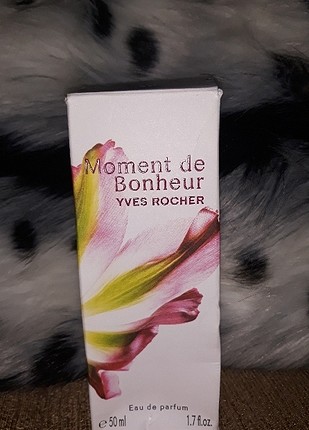 Moment de
Bonheur
YVES ROCHER
Eau de parfum
e 50 ml 1.7 fl.oz.